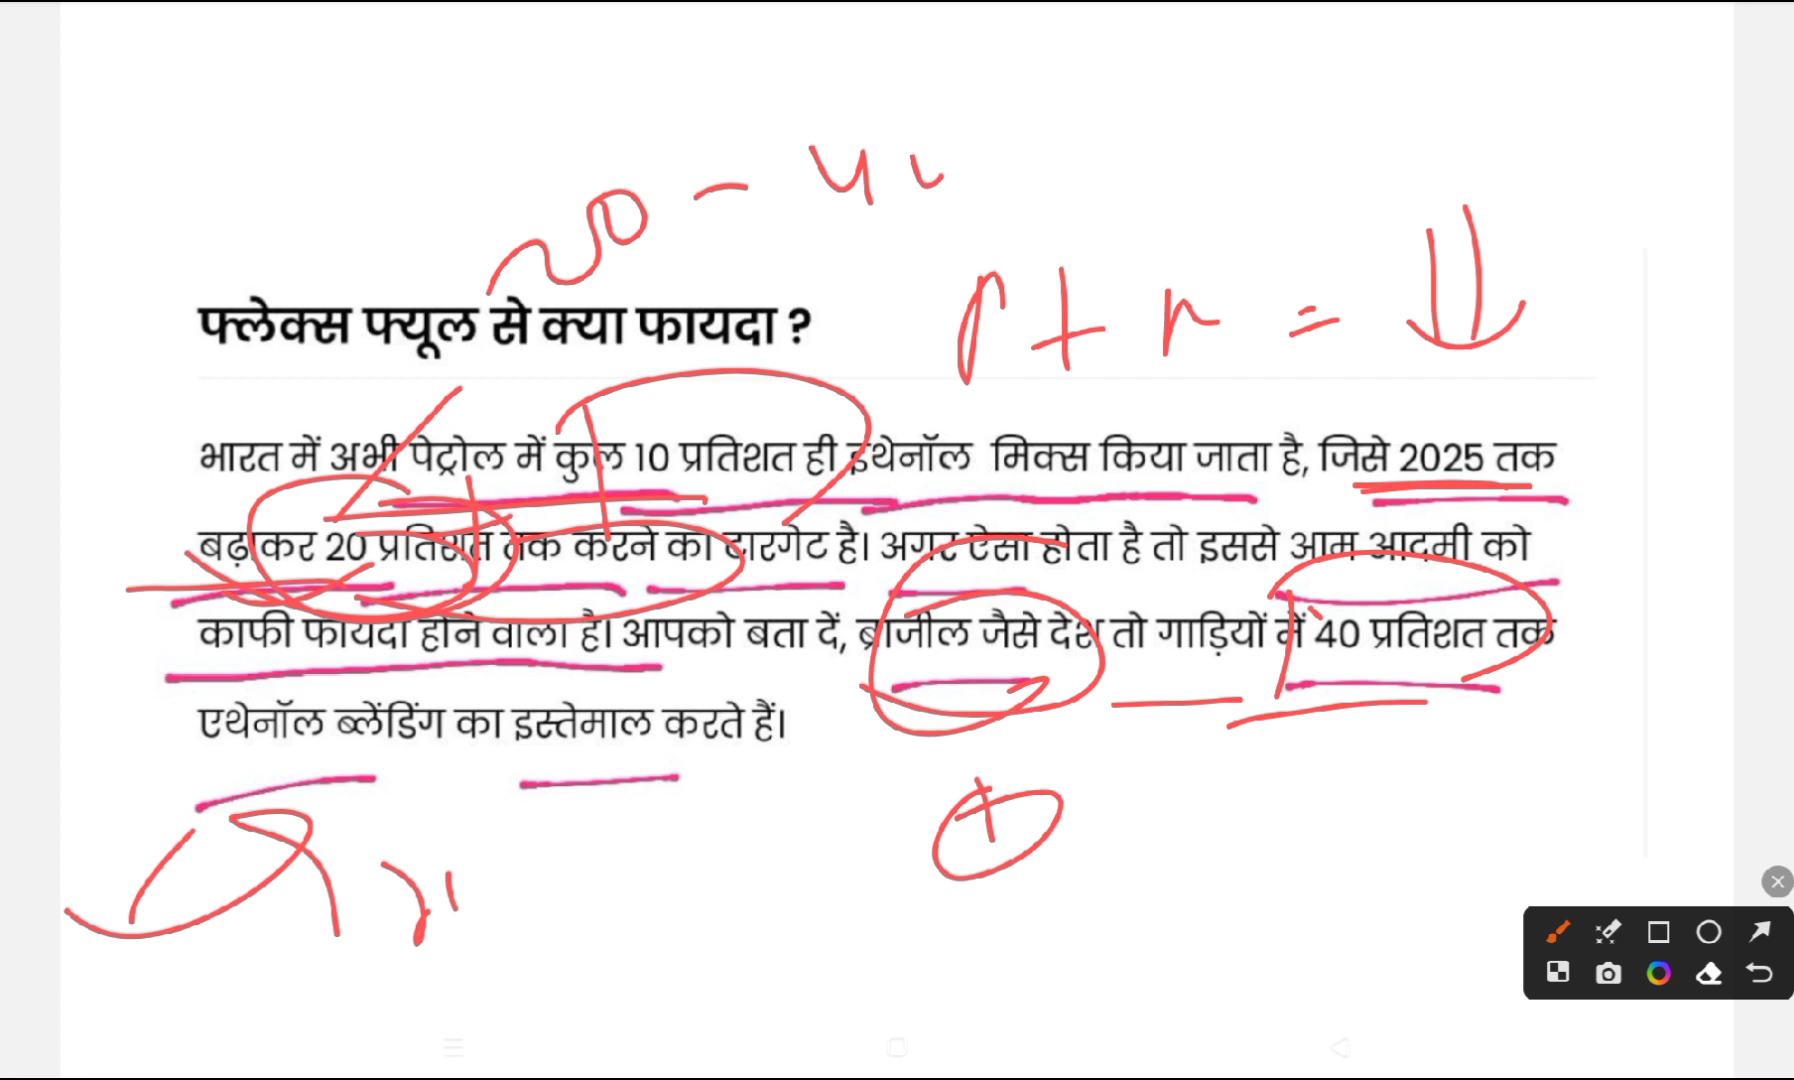 फ्लेक्स फ्यूल से क्या फायदा ?
भारत में अभी पेट्रोल में कुल 10 प्रतिशत ही इथेनॉल मिक्स किया जाता है, जिसे 2025 तक
बढ़ाकर 20 प्रतिशत तक करने का टारगेट है। अगर ऐसा होता है तो इससे आम आदमी को
काफी फायदा होने वाला है। आपको बता दें, ब्राजील जैसे देश तो गाड़ियों में 40 प्रतिशत तक
एथेनॉल ब्लेंडिंग का इस्तेमाल करते हैं।